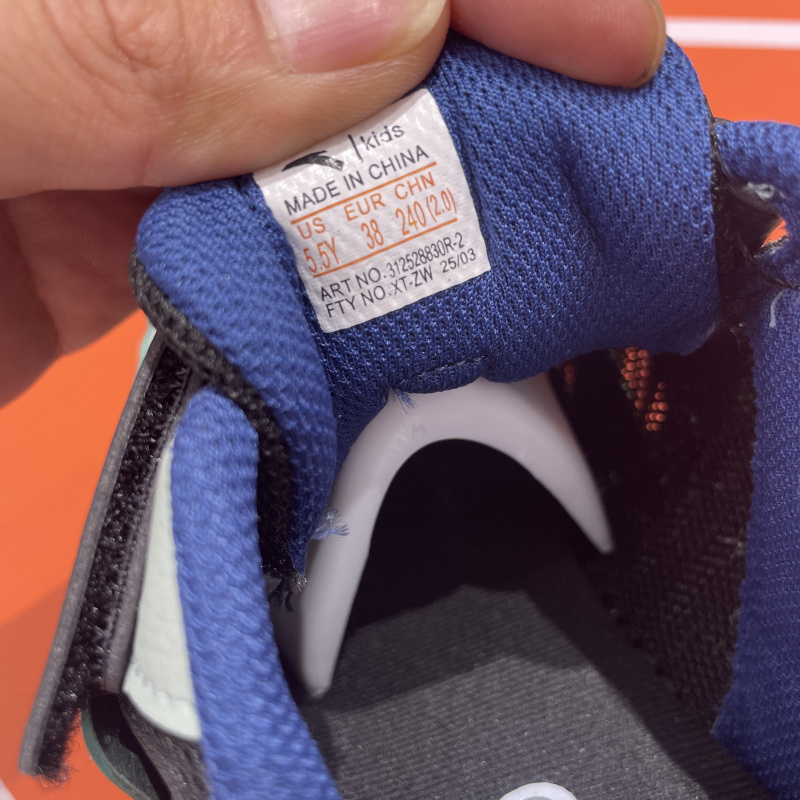 kids
MADE IN CHINA
US EUR CHN
5.5Y 38 240(2.0)
ART NO.312528830R-2
FTY NO.XT-ZW 25/03